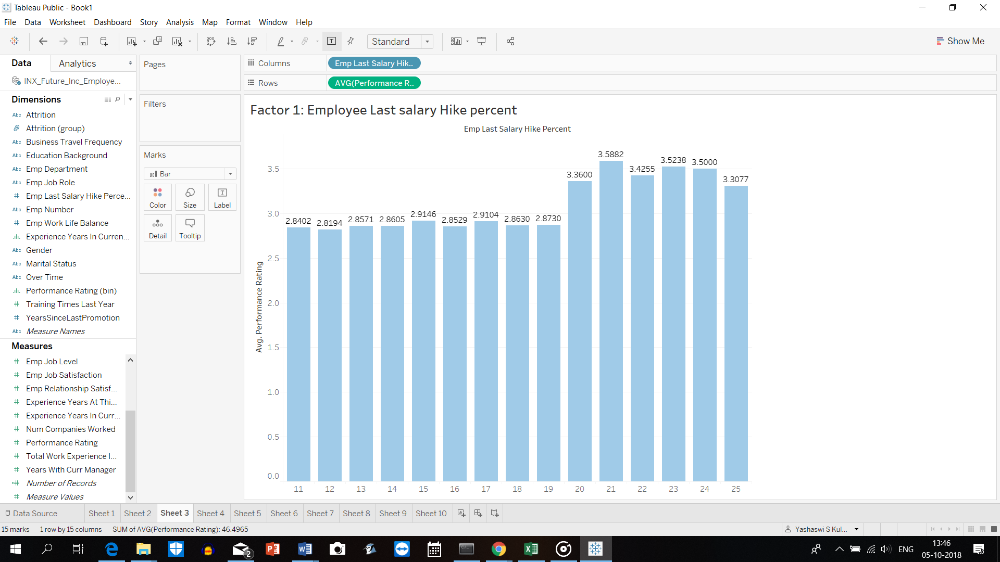 Tableau Public - Book1
File Data Worksheet Dashboard Story Analysis Map Format Window Help
Standard
Show Me
Data Analytics
INX_Future_Inc_Employe...
Dimensions
Abc Attrition
Attrition (group)
Abc Business Travel Frequency
Abc Education Background
Abc Emp Department
Abc Emp Job Role
# Emp Last Salary Hike Perce...
Abc Emp Number
# Emp Work Life Balance
Experience Years In Curren...
Abc Gender
Abc Marital Status
Abc Over Time
Performance Rating (bin)
# Training Times Last Year
# YearsSinceLastPromotion
Abc Measure Names
Measures
# Emp Job Level
# Emp Job Satisfaction
# Emp Relationship Satisf...
# Experience Years At Thi...
# Experience Years In Curr...
# Num Companies Worked
# Performance Rating
# Total Work Experience I...
# Years With Curr Manager
=# Number of Records
# Measure Values
Pages
Filters
Marks
Bar
Color Size Label
Detail Tooltip
Columns Emp Last Salary Hik..
Rows AVG(Performance R..
Factor 1: Employee Last salary Hike percent
Emp Last Salary Hike Percent
Avg. Performance Rating
3.5
3.0
2.5
2.0
1.5
1.0
0.5
0.0
2.8402 2.8194 2.8571 2.8605 2.9146 2.8529 2.9104 2.8630 2.8730 3.3600 3.5882 3.4255 3.5238 3.5000 3.3077
11 12 13 14 15 16 17 18 19 20 21 22 23 24 25
Data Source Sheet 1 Sheet 2 Sheet 3 Sheet 4 Sheet 5 Sheet 6 Sheet 7 Sheet 8 Sheet 9 Sheet 10
15 marks 1 row by 15 columns SUM of AVG(Performance Rating): 46.4965
Yashaswi S Kul...
2
ENG
13:46
05-10-2018